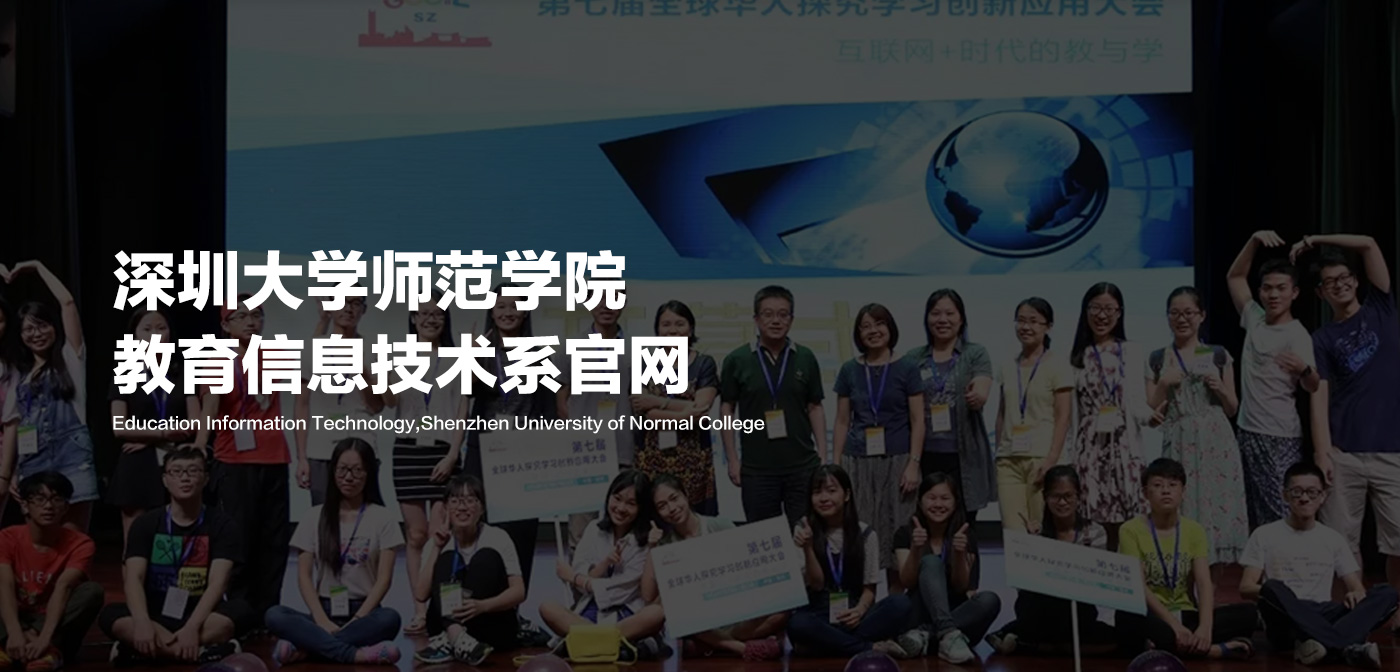 SZ
第七届全球华人探究学习创新应用大会
互联网+时代的教与学
深圳大学师范学院
教育信息技术系官网
Education Information Technology,Shenzhen University of Normal College
第七届
全球华人探究学习创新应用大会
第七届
全球华人探究学习创新应用大会
第七届
全球华人探究学习创新应用大会